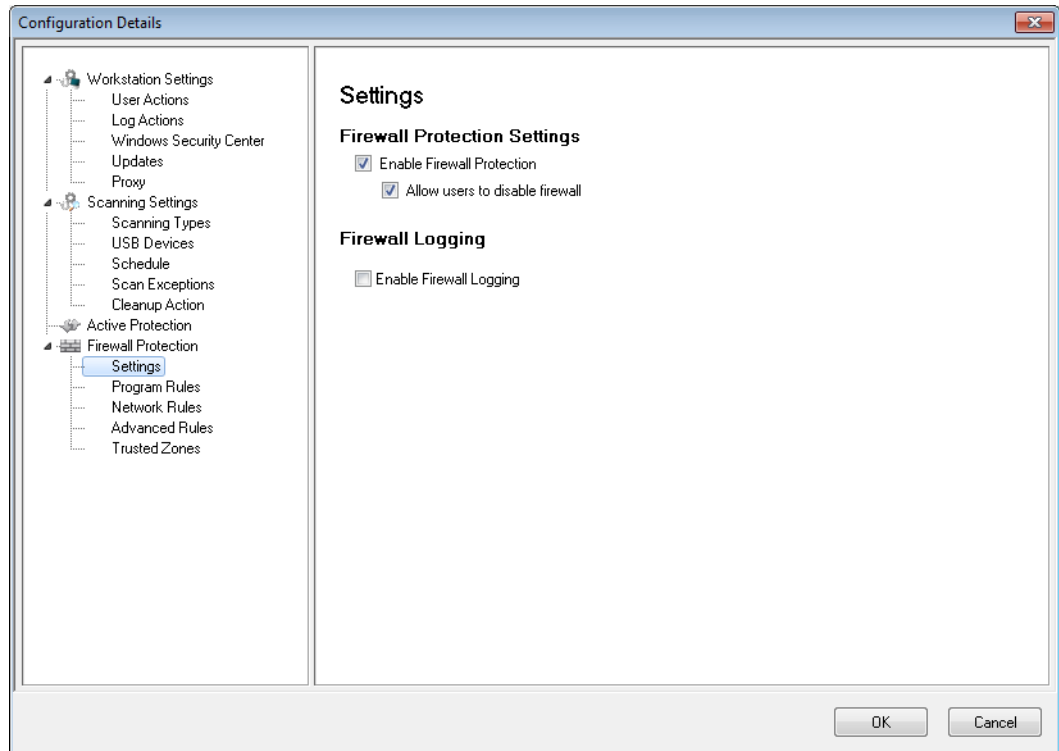 Configuration Details
Workstation Settings
User Actions
Log Actions
Windows Security Center
Updates
Proxy
Scanning Settings
Scanning Types
USB Devices
Schedule
Scan Exceptions
Cleanup Action
Active Protection
Firewall Protection
Settings
Program Rules
Network Rules
Advanced Rules
Trusted Zones
Settings
Firewall Protection Settings
Enable Firewall Protection
Allow users to disable firewall
Firewall Logging
Enable Firewall Logging
OK
Cancel